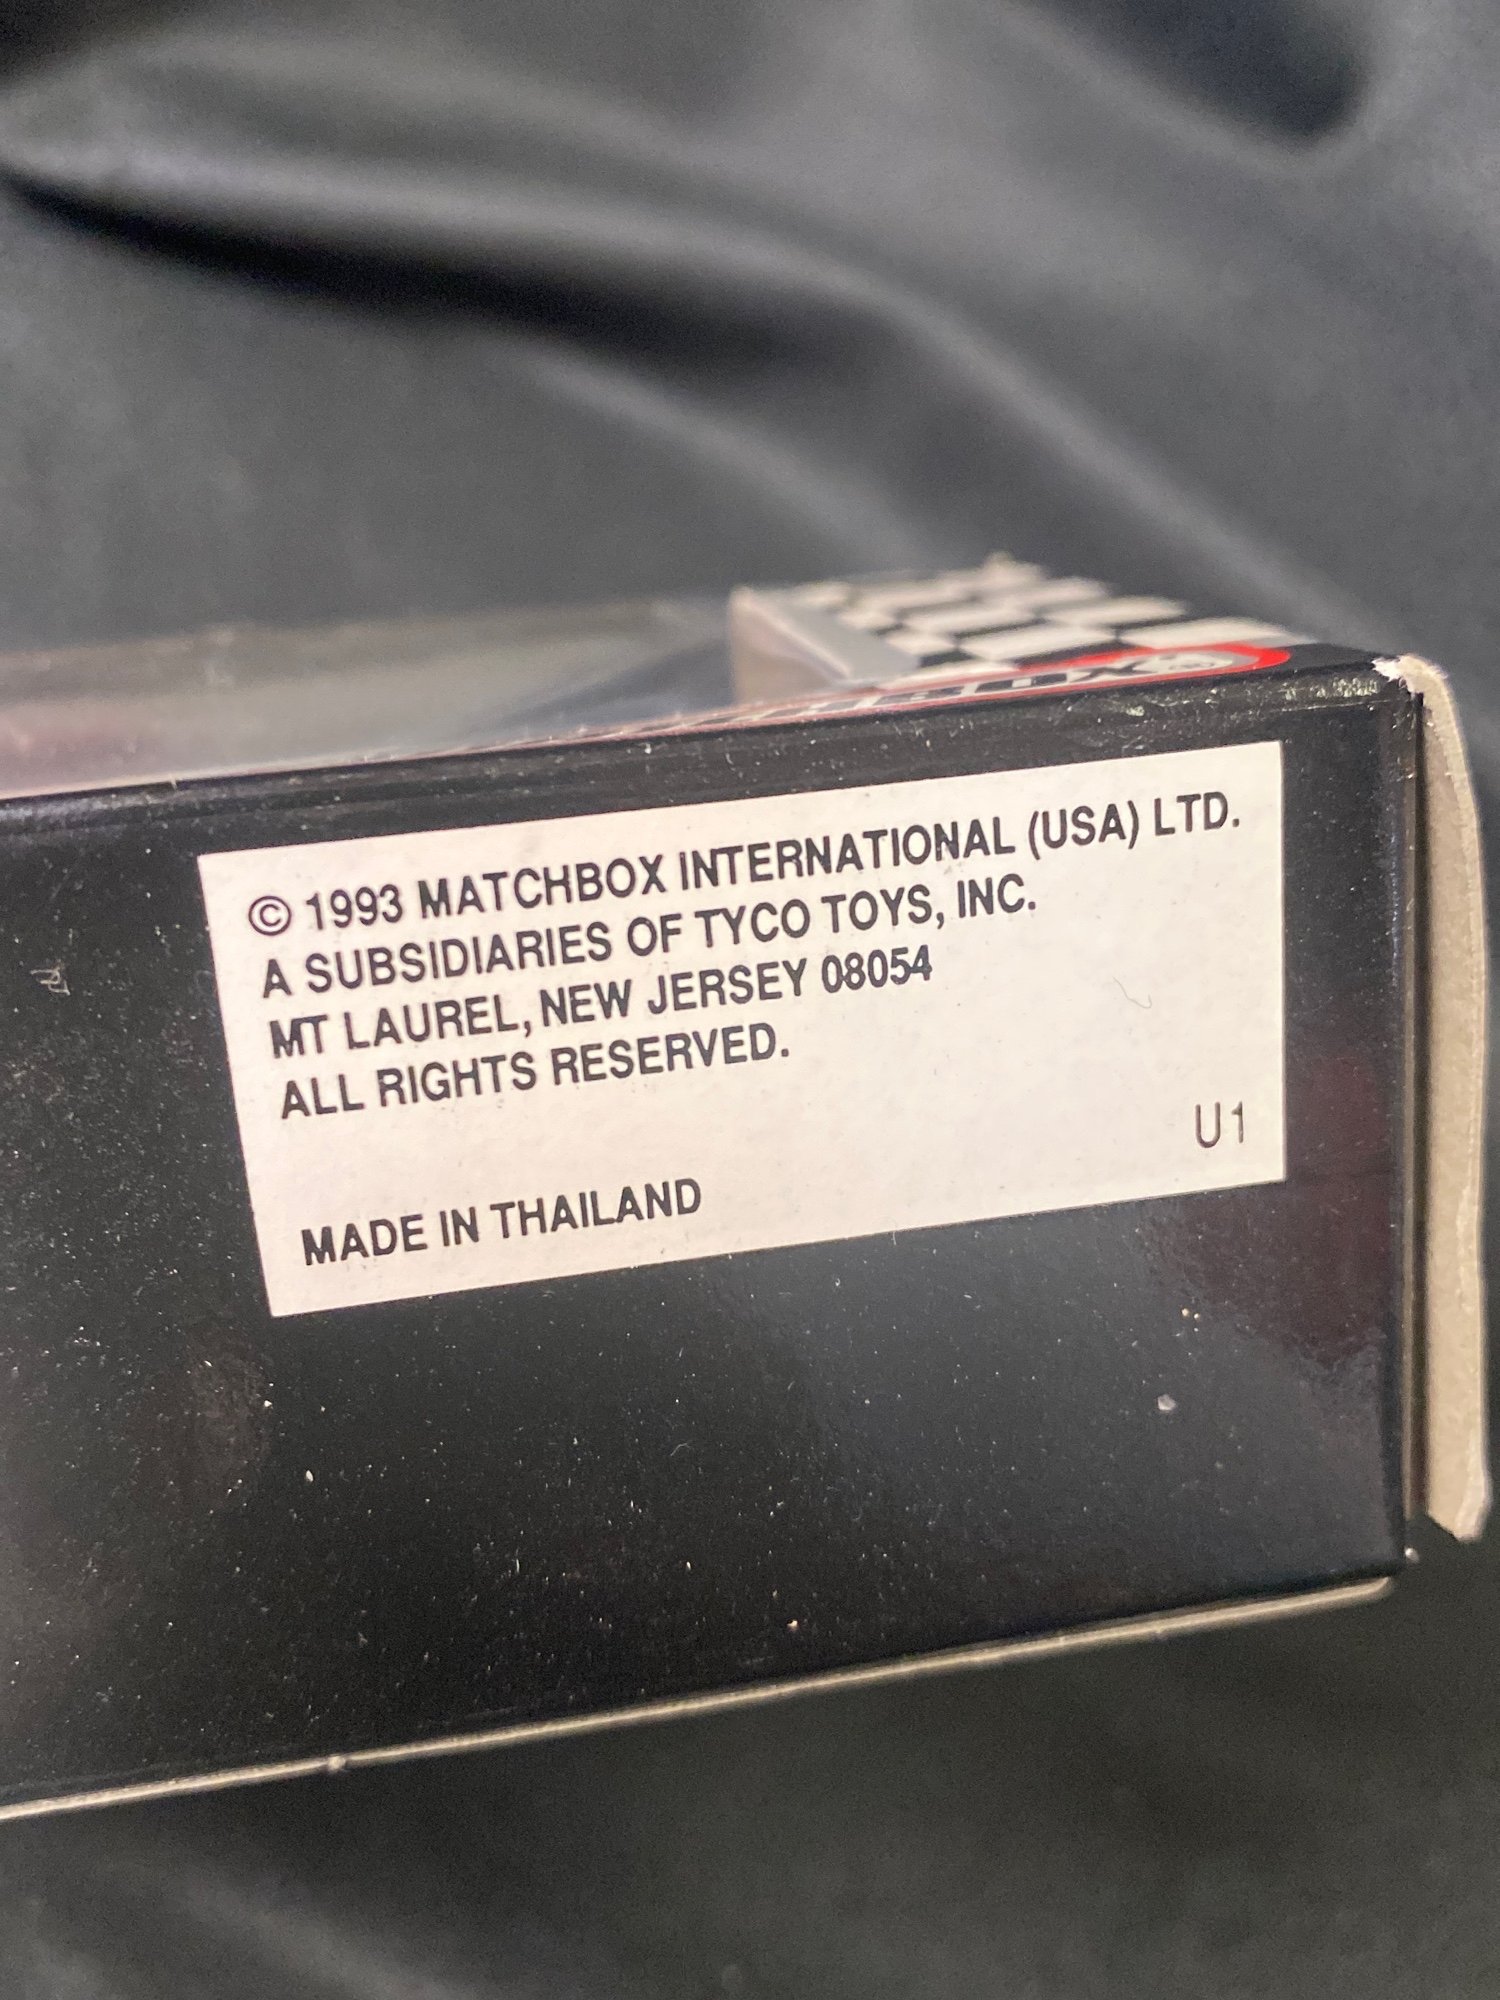 © 1993 MATCHBOX INTERNATIONAL (USA) LTD.
A SUBSIDIARIES OF TYCO TOYS, INC.
MT LAUREL, NEW JERSEY 08054
ALL RIGHTS RESERVED.
U1
MADE IN THAILAND